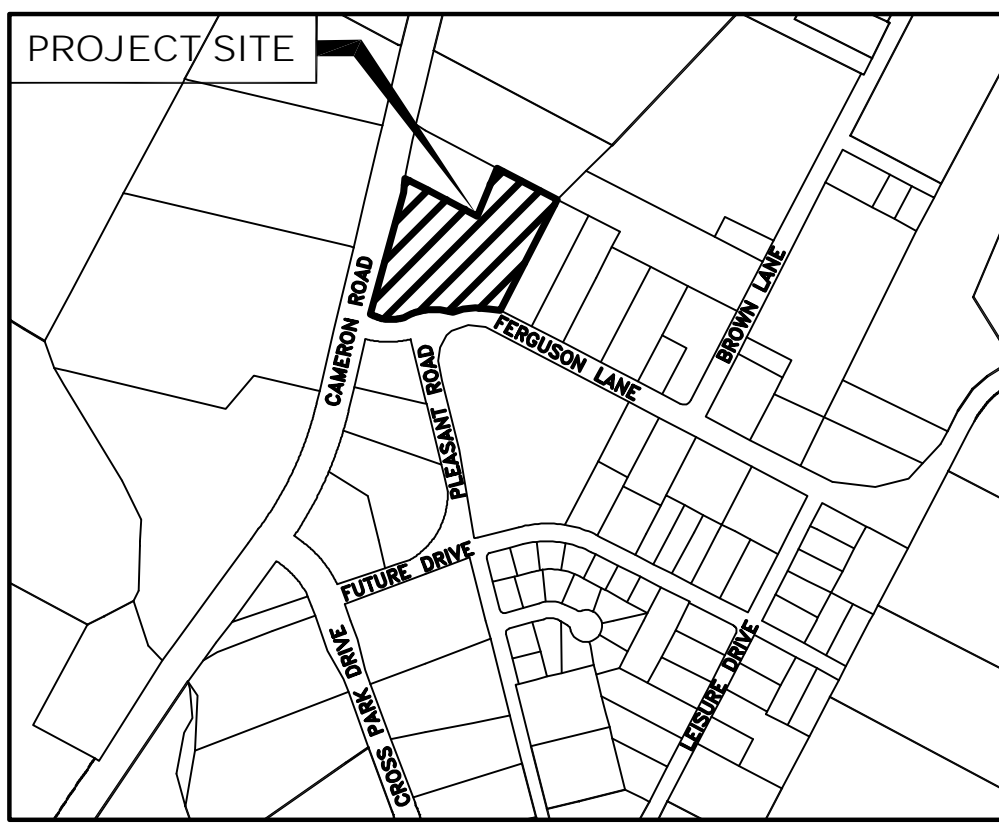 PROJECT SITE
CAMERON ROAD
BROWN LANE
FERGUSON LANE
PLEASANT ROAD
FUTURE DRIVE
CROSS PARK DRIVE
LEISURE DRIVE